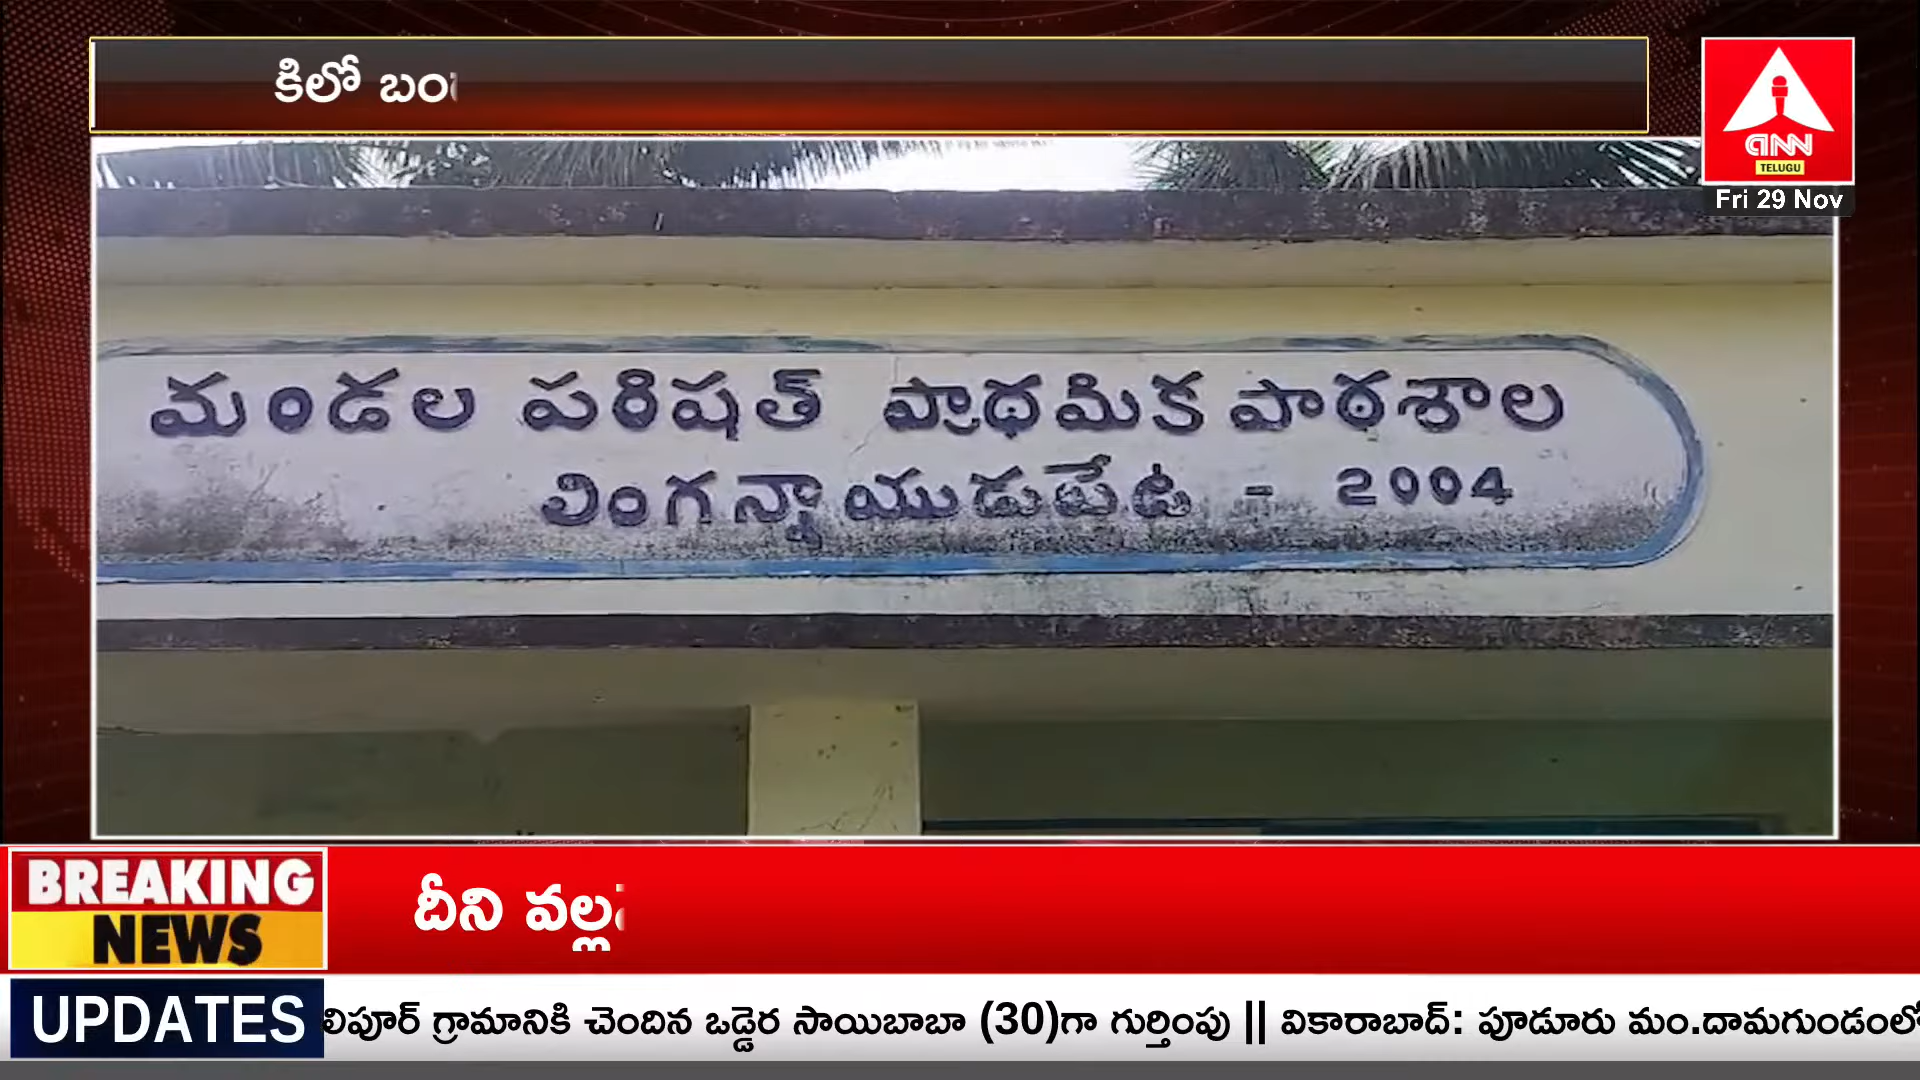 కిలో
ANN
TELUGU
Fri 29 Nov
మండల పరిషత్ ప్రాథమిక పాఠశాల
లింగన్నాయుడుపేట - 2004
BREAKING
NEWS
దీని
UPDATES
గ్రామానికి చెందిన ఒడ్డెర సాయిబాబా (30)గా గుర్తింపు || వికారాబాద్: పూడూరు మం.దామగుండంలో